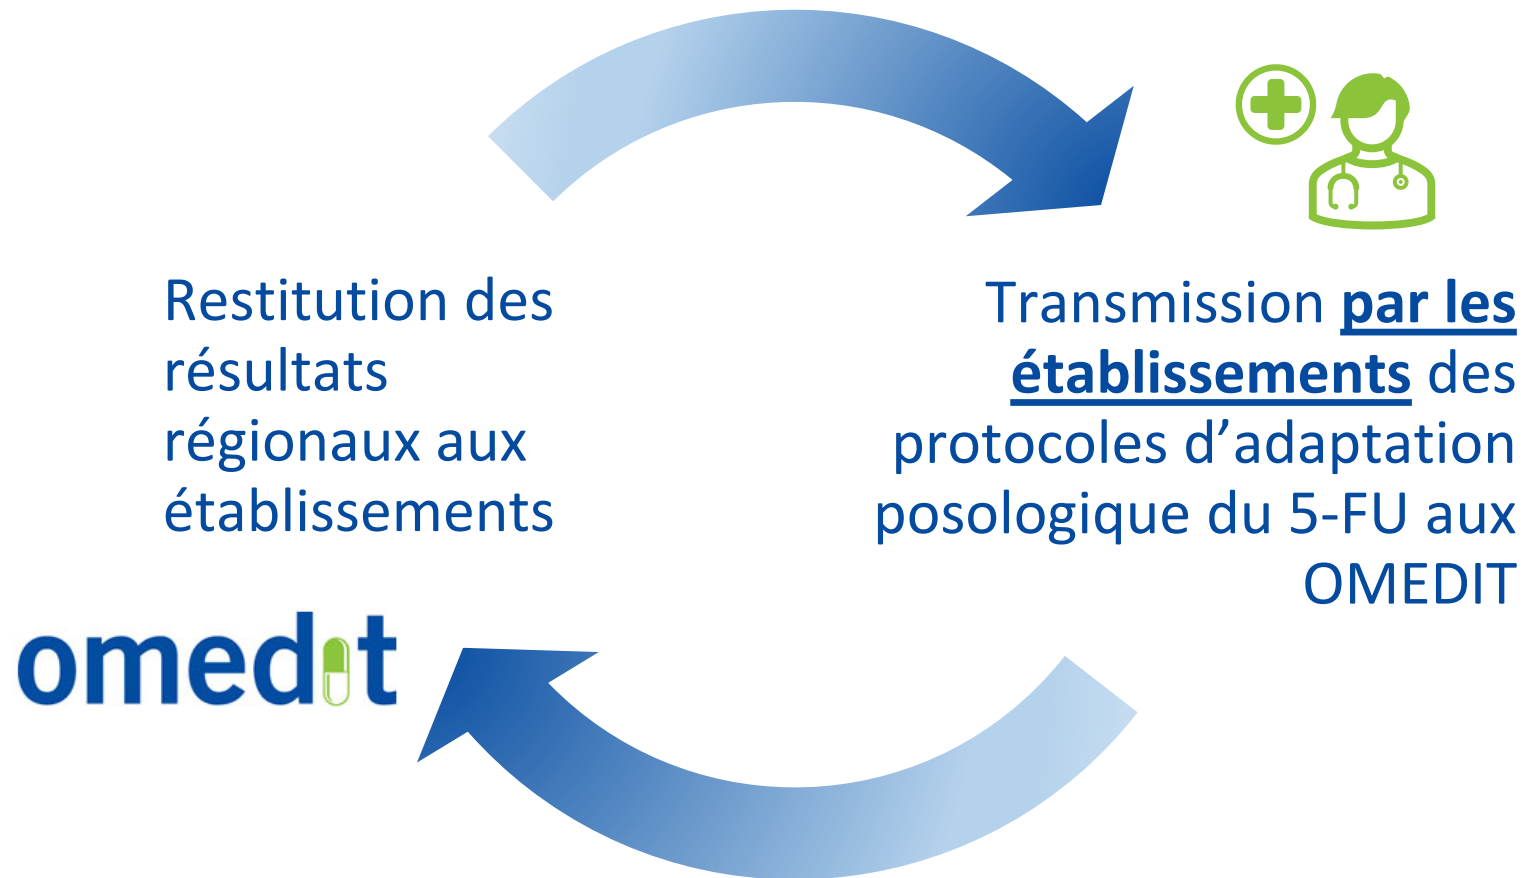 Restitution des
résultats
régionaux aux
établissements
omedit
Transmission par les
établissements des
protocoles d’adaptation
posologique du 5-FU aux
OMEDIT